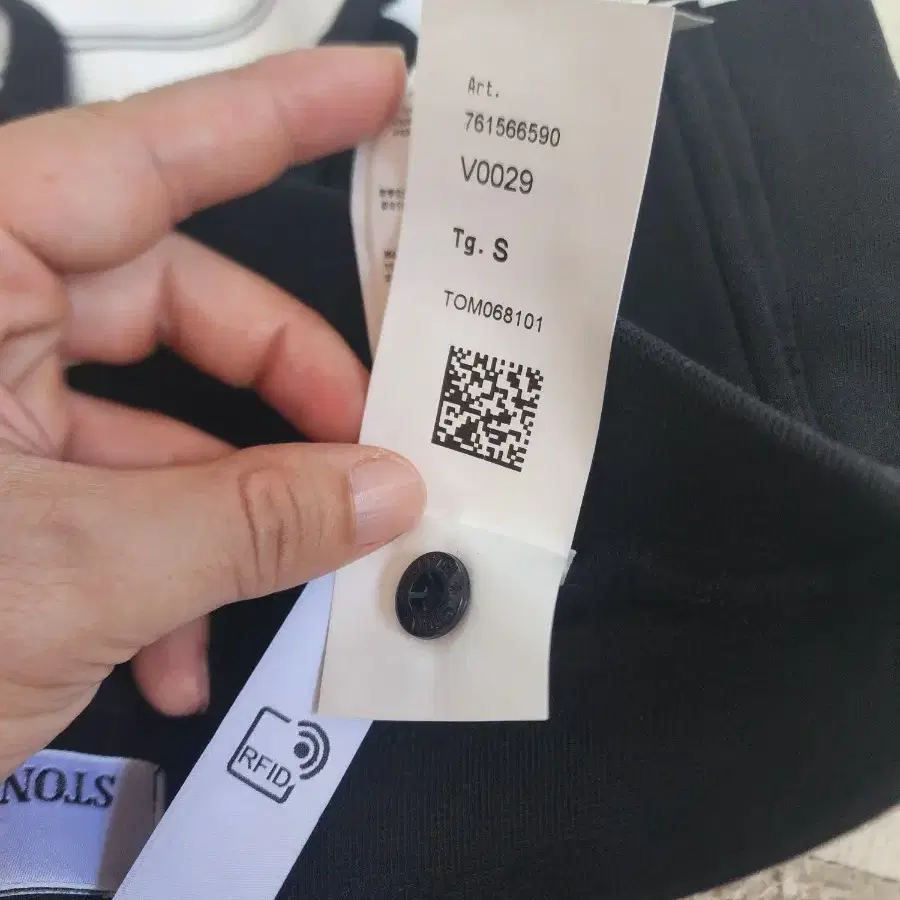 Art.
761566590
V0029
Tg. S
TOM068101
RFID
STON